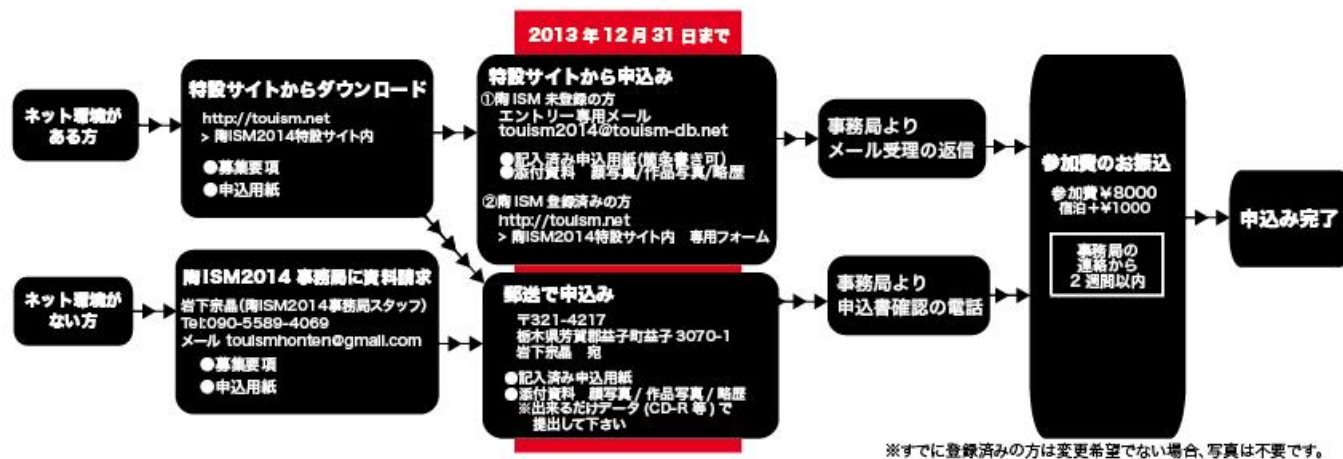 2013年12月31日まで
ネット環境が
ある方
特設サイトからダウンロード
http://touism.net
> 陶ISM2014特設サイト内
●募集要項
●申込用紙
特設サイトから申込み
①陶ISM 未登録の方
エントリー専用メール
touism2014@touism-db.net
●記入済み申込用紙(箇条書き可)
●添付資料 顔写真/作品写真/略歴
②陶ISM 登録済みの方
http://touism.net
> 陶ISM2014特設サイト内 専用フォーム
事務局より
メール受理の返信
ネット環境が
ない方
陶ISM2014 事務局に資料請求
岩下宗晶(陶ISM2014事務局スタッフ)
Tel:090-5589-4069
メール touismhonten@gmail.com
●募集要項
●申込用紙
郵送で申込み
〒321-4217
栃木県芳賀郡益子町益子 3070-1
岩下宗晶 宛
●記入済み申込用紙
●添付資料 顔写真 / 作品写真 / 略歴
※出来るだけデータ (CD-R 等) で
提出して下さい
事務局より
申込書確認の電話
参加費のお振込
参加費¥8000
宿泊+¥1000
事務局の
連絡から
2週間以内
申込み完了
※すでに登録済みの方は変更希望でない場合、写真は不要です。